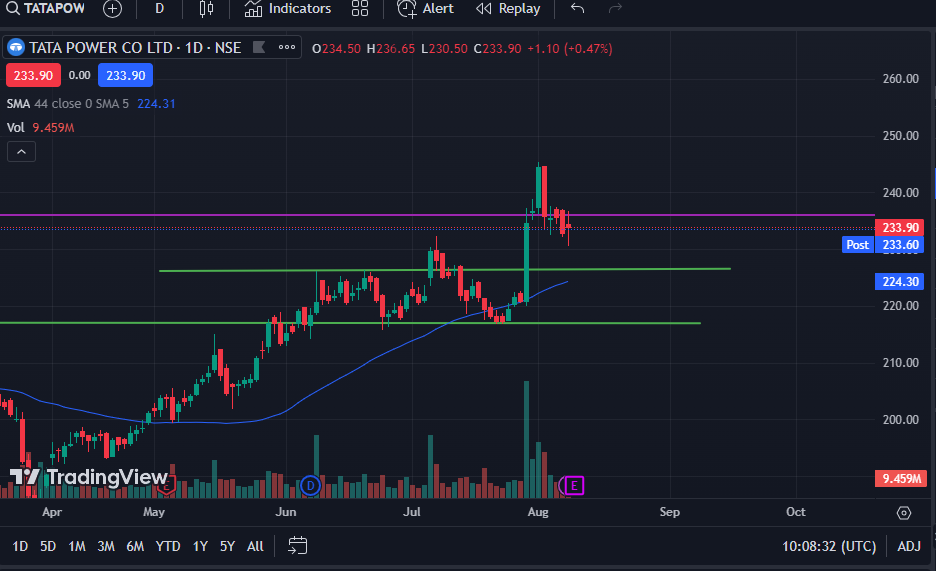 TATAPOW D Indicators Alert Replay
TATA POWER CO LTD · 1D · NSE O234.50 H236.65 L230.50 C233.90 +1.10 (+0.47%)
233.90 0.00 233.90
SMA 44 close 0 SMA 5 224.31
Vol 9.459M
260.00
250.00
240.00
233.90
Post 233.60
224.30
220.00
210.00
200.00
9.459M
TradingView
E D E
Apr May Jun Jul Aug Sep Oct
1D 5D 1M 3M 6M YTD 1Y 5Y All 10:08:32 (UTC) ADJ